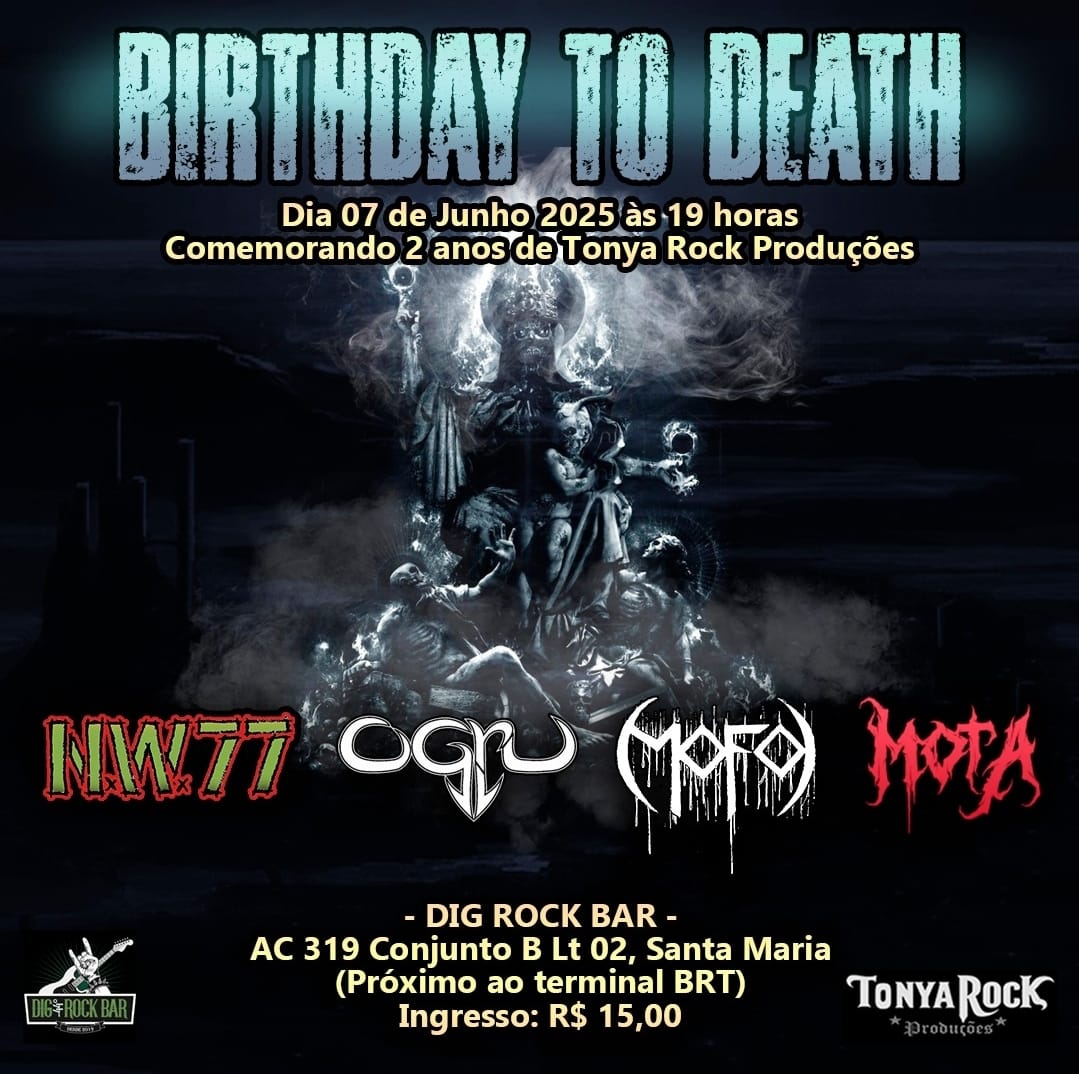 BIRTHDAY TO DEATH
Dia 07 de Junho 2025 às 19 horas
Comemorando 2 anos de Tonya Rock Produções
N.W.77
OGRU
MOFO
MOTA
- DIG ROCK BAR -
AC 319 Conjunto B Lt 02, Santa Maria
(Próximo ao terminal BRT)
Ingresso: R$ 15,00
DIG ROCK BAR
DESDE 2019
TONYA ROCK
Produções